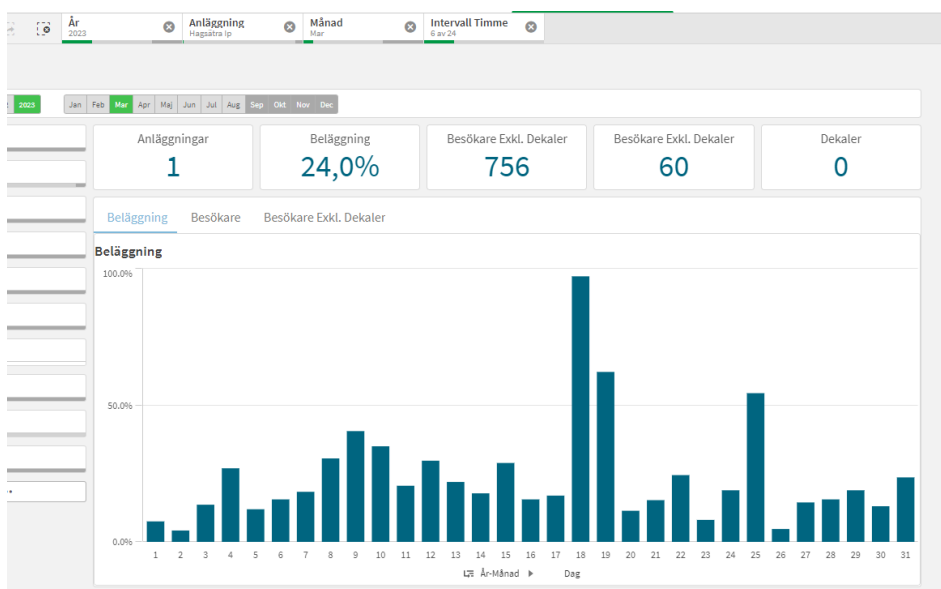 År
2023
Anläggning
Hagsätra Ip
Månad
Mar
Intervall Timme
6 av 24
2023
Jan Feb Mar Apr Maj Jun Jul Aug Sep Okt Nov Dec
Anläggningar
1
Beläggning
24,0%
Besökare Exkl. Dekaler
756
Besökare Exkl. Dekaler
60
Dekaler
0
Beläggning Besökare Besökare Exkl. Dekaler
Beläggning
100.0%
50.0%
0.0%
1 2 3 4 5 6 7 8 9 10 11 12 13 14 15 16 17 18 19 20 21 22 23 24 25 26 27 28 29 30 31
År-Månad Dag